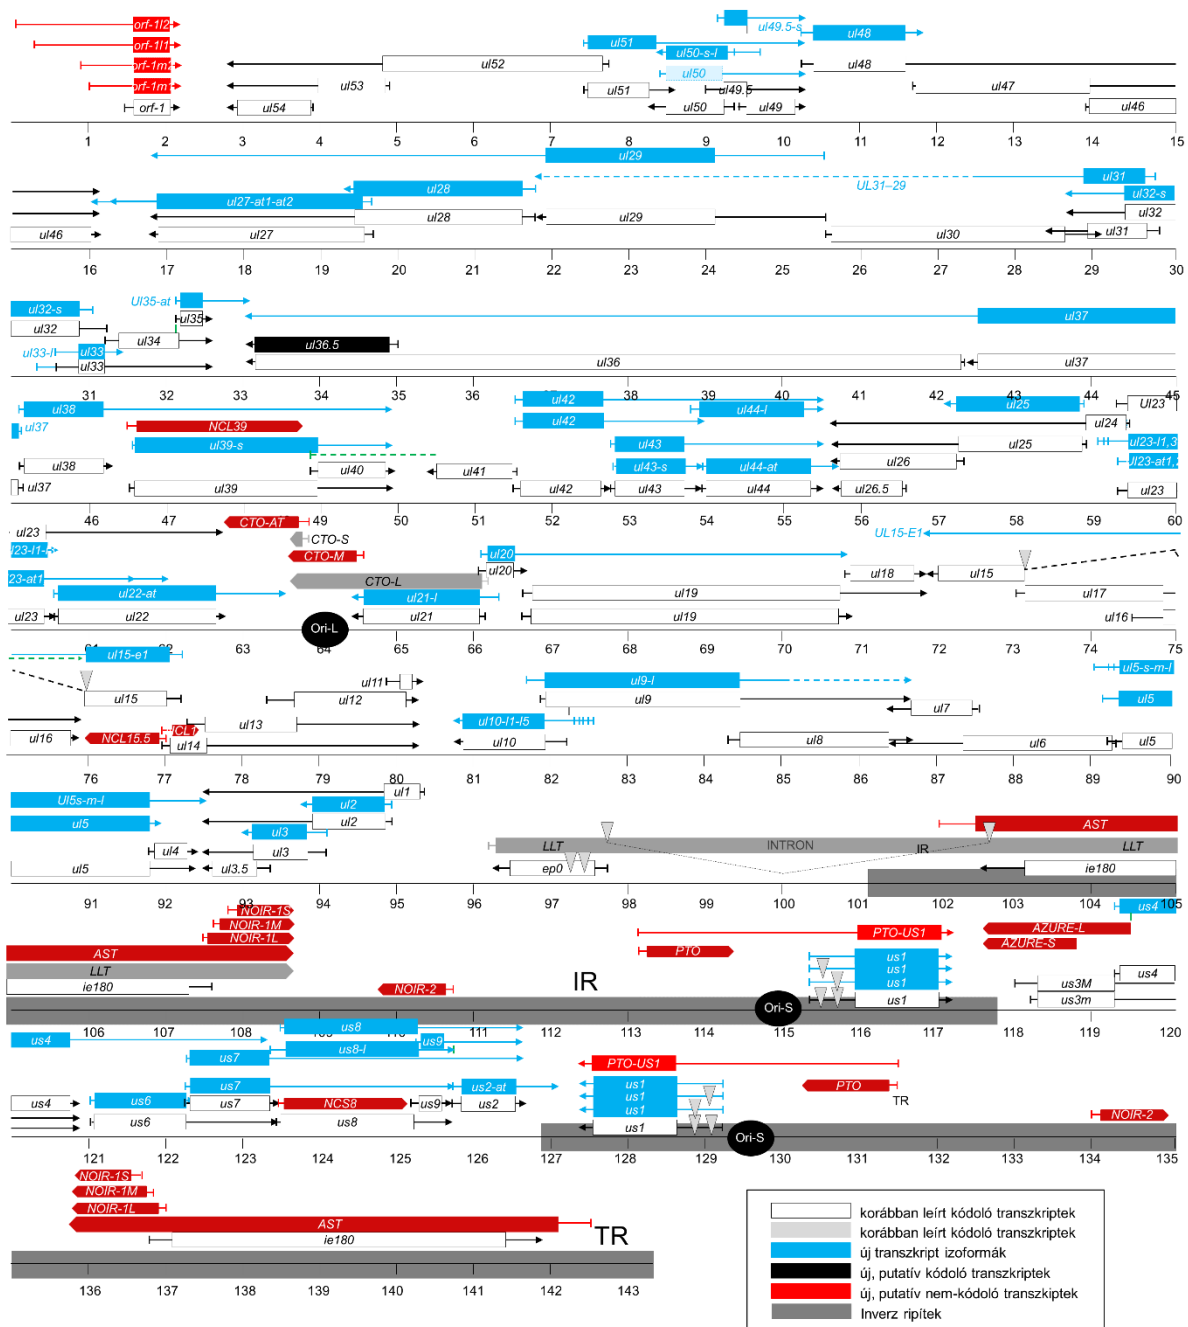 orf-1l2
ul49.5-s
orf-1l1
ul51
ul48
ul50-s-l
orf-1m2
ul52
ul50
ul48
orf-1m
ul53
ul51
ul49.5
ul47
orf-1
ul54
ul50
ul49
ul46
1 2 3 4 5 6 7 8 9 10 11 12 13 14 15
ul29
ul31
ul28
UL31–29
ul32-s
ul27-at1-at2
ul28
ul29
ul32
ul46
ul27
ul30
ul31
16 17 18 19 20 21 22 23 24 25 26 27 28 29 30
ul32-s
Ul35-at
ul37
ul32
ul35
ul34
ul36.5
ul33-l
ul33
ul33
ul36
ul37
31 32 33 34 35 36 37 38 39 40 41 42 43 44 45
ul38
ul42
ul44-l
ul25
Ul23
ul37
NCL39
ul42
ul24
ul39-s
ul43
ul25
ul23-l1,3
ul38
ul40
ul41
ul43-s
ul44-at
ul26
Ul23-at1,2
ul37
ul39
ul42
ul43
ul44
ul26.5
ul23
46 47 48 49 50 51 52 53 54 55 56 57 58 59 60
ul23
CTO-AT
CTO-S
UL15-E1
CTO-M
ul20
ul20
23-at1
CTO-L
ul18
ul15
ul22-at
ul21-l
ul19
ul17
ul23
ul22
ul21
ul19
ul16
Ori-L
61 62 63 64 65 66 67 68 69 70 71 72 73 74 75
ul15-e1
ul5-s-m-l
ul11
ul9-l
ul15
ul12
ul9
ul5
ul13
ul10-l1-l5
ul7
ul16
NCL15.5
ul14
ul10
ul8
ul6
ul5
76 77 78 79 80 81 82 83 84 85 86 87 88 89 90
Ul5s-m-l
ul1
ul2
ul5
ul2
AST
ul3
LLT
INTRON
IR
LLT
ul4
ul3
ul5
ul3.5
ep0
ie180
91 92 93 94 95 96 97 98 99 100 101 102 103 104 105
NOIR-1S
us4
NOIR-1M
AZURE-L
NOIR-1L
PTO-US1
AZURE-S
AST
PTO
us1
LLT
us1
us4
ie180
NOIR-2
IR
us1
us3M
us1
us3m
Ori-S
106 107 108 109 110 111 112 113 114 115 116 117 118 119 120
us4
us8
us9
us7
us8-l
PTO-US1
us7
us2-at
us1
PTO
us6
us1
TR
us4
us7
NCS8
us9
us2
us1
NOIR-2
us6
us8
us1
Ori-S
121 122 123 124 125 126 127 128 129 130 131 132 133 134 135
NOIR-1S
NOIR-1M
NOIR-1L
AST
ie180
TR
136 137 138 139 140 141 142 143
korábban leírt kódoló transzkriptek
korábban leírt kódoló transzkriptek
új transzkript izoformák
új, putatív kódoló transzkriptek
új, putatív nem-kódoló transzkriptek
Inverz ripítek